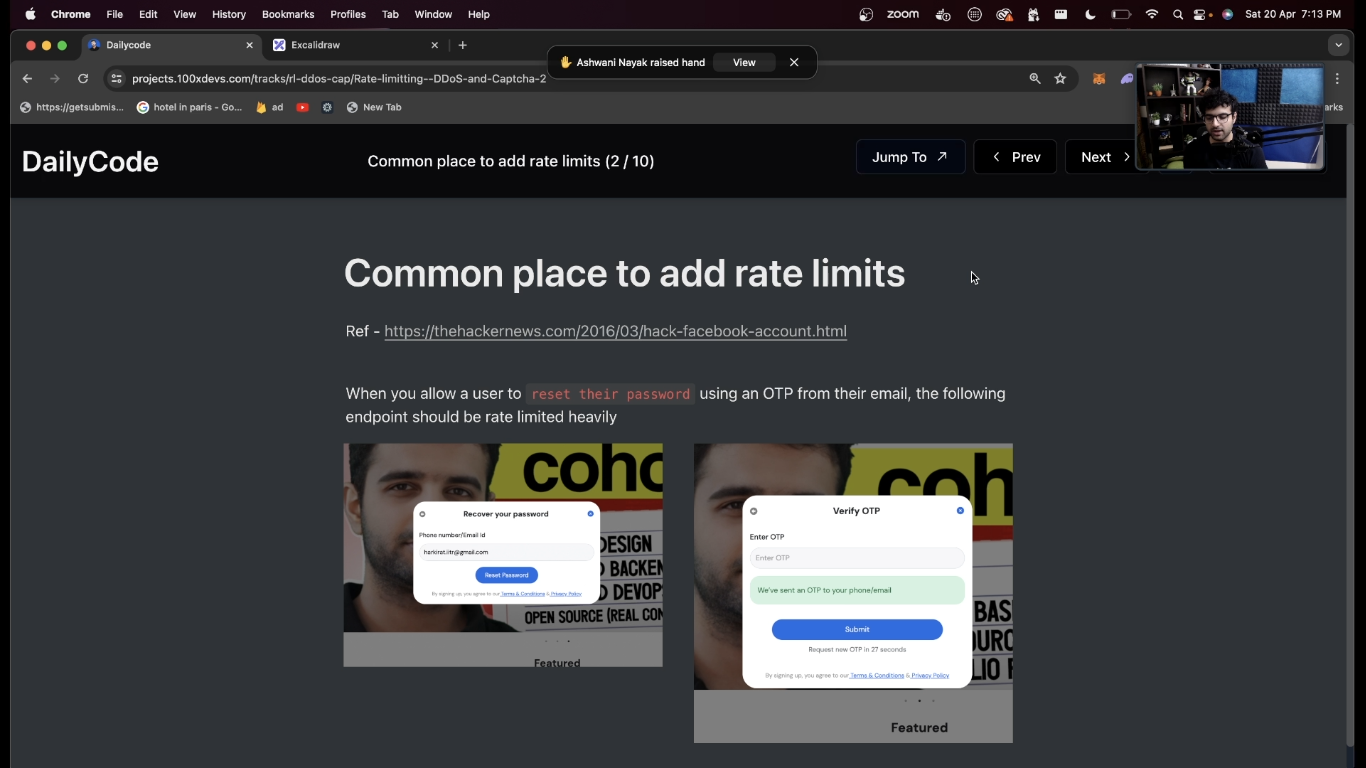 Chrome File Edit View History Bookmarks Profiles Tab Window Help zoom Sat 20 Apr 7:13 PM
Dailycode Excalidraw
Ashwani Nayak raised hand View
projects.100xdevs.com/tracks/rl-ddos-cap/Rate-limitting--DDoS-and-Captcha-2
https://getsubmis... hotel in paris - Go... ad New Tab arks
DailyCode Common place to add rate limits (2 / 10) Jump To Prev Next
Common place to add rate limits
Ref - https://thehackernews.com/2016/03/hack-facebook-account.html
When you allow a user to reset their password using an OTP from their email, the following
endpoint should be rate limited heavily
coho
Recover your password
Phone number/Email Id
harkirat.iitr@gmail.com
Reset Password
By signing up, you agree to our Terms & Conditions & Privacy Policy
DESIGN
D BACKEN
D DEVOP
OPEN SOURCE (REAL CON
Featured
coh
Verify OTP
Enter OTP
Enter OTP
We've sent an OTP to your phone/email
Submit
Request new OTP in 27 seconds
By signing up, you agree to our Terms & Conditions & Privacy Policy
BAS
OURC
LIO F
Featured